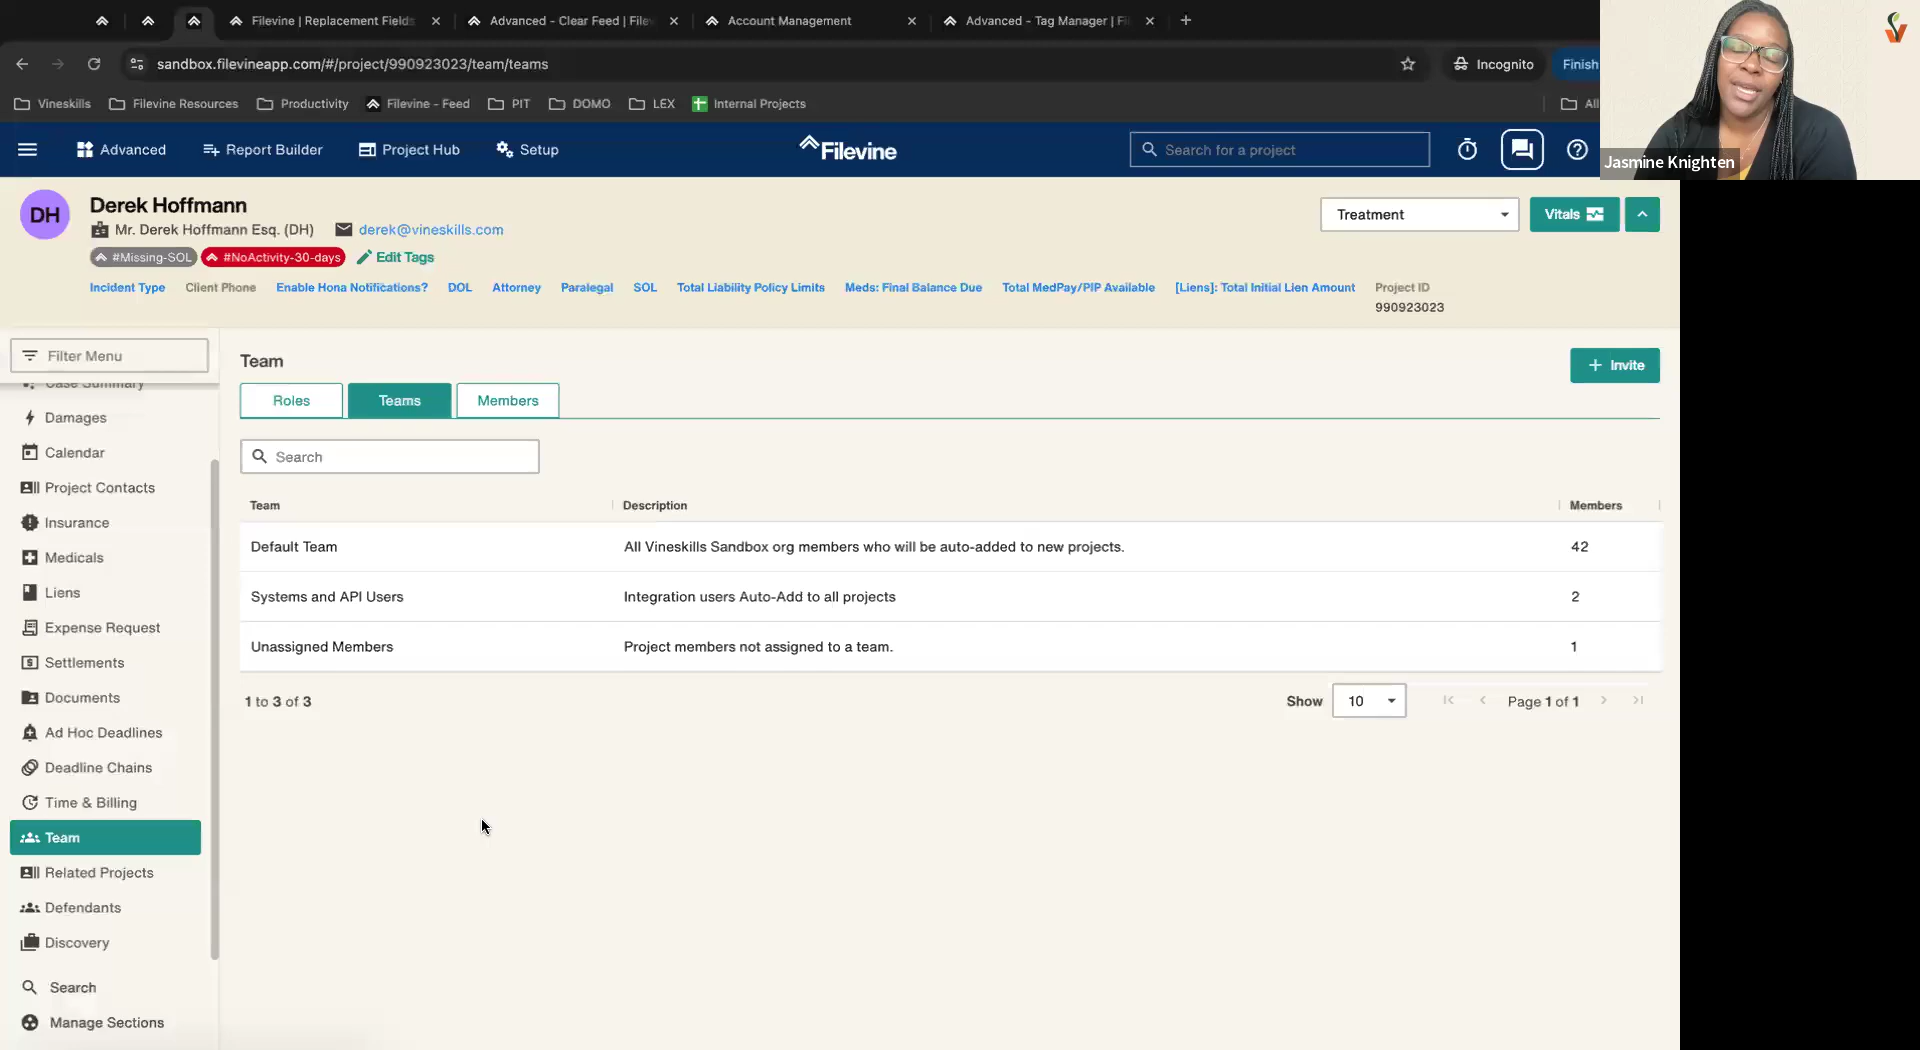 Filevine | Replacement Fields
Advanced - Clear Feed | Filev
Account Management
Advanced - Tag Manager | Fi
sandbox.filevineapp.com/#/project/990923023/team/teams
Incognito
Finish
Vineskills
Filevine Resources
Productivity
Filevine - Feed
PIT
DOMO
LEX
Internal Projects
All
Jasmine Knighten
Advanced
Report Builder
Project Hub
Setup
Filevine
Search for a project
DH
Derek Hoffmann
Mr. Derek Hoffmann Esq. (DH)
derek@vineskills.com
#Missing-SOL
#NoActivity-30-days
Edit Tags
Treatment
Vitals
Incident Type
Client Phone
Enable Hona Notifications?
DOL
Attorney
Paralegal
SOL
Total Liability Policy Limits
Meds: Final Balance Due
Total MedPay/PIP Available
[Liens]: Total Initial Lien Amount
Project ID
990923023
Filter Menu
Case Summary
Damages
Calendar
Project Contacts
Insurance
Medicals
Liens
Expense Request
Settlements
Documents
Ad Hoc Deadlines
Deadline Chains
Time & Billing
Team
Related Projects
Defendants
Discovery
Search
Manage Sections
Team
+ Invite
Roles
Teams
Members
Search
Team Description Members
Default Team All Vineskills Sandbox org members who will be auto-added to new projects. 42
Systems and API Users Integration users Auto-Add to all projects 2
Unassigned Members Project members not assigned to a team. 1
1 to 3 of 3
Show 10
Page 1 of 1